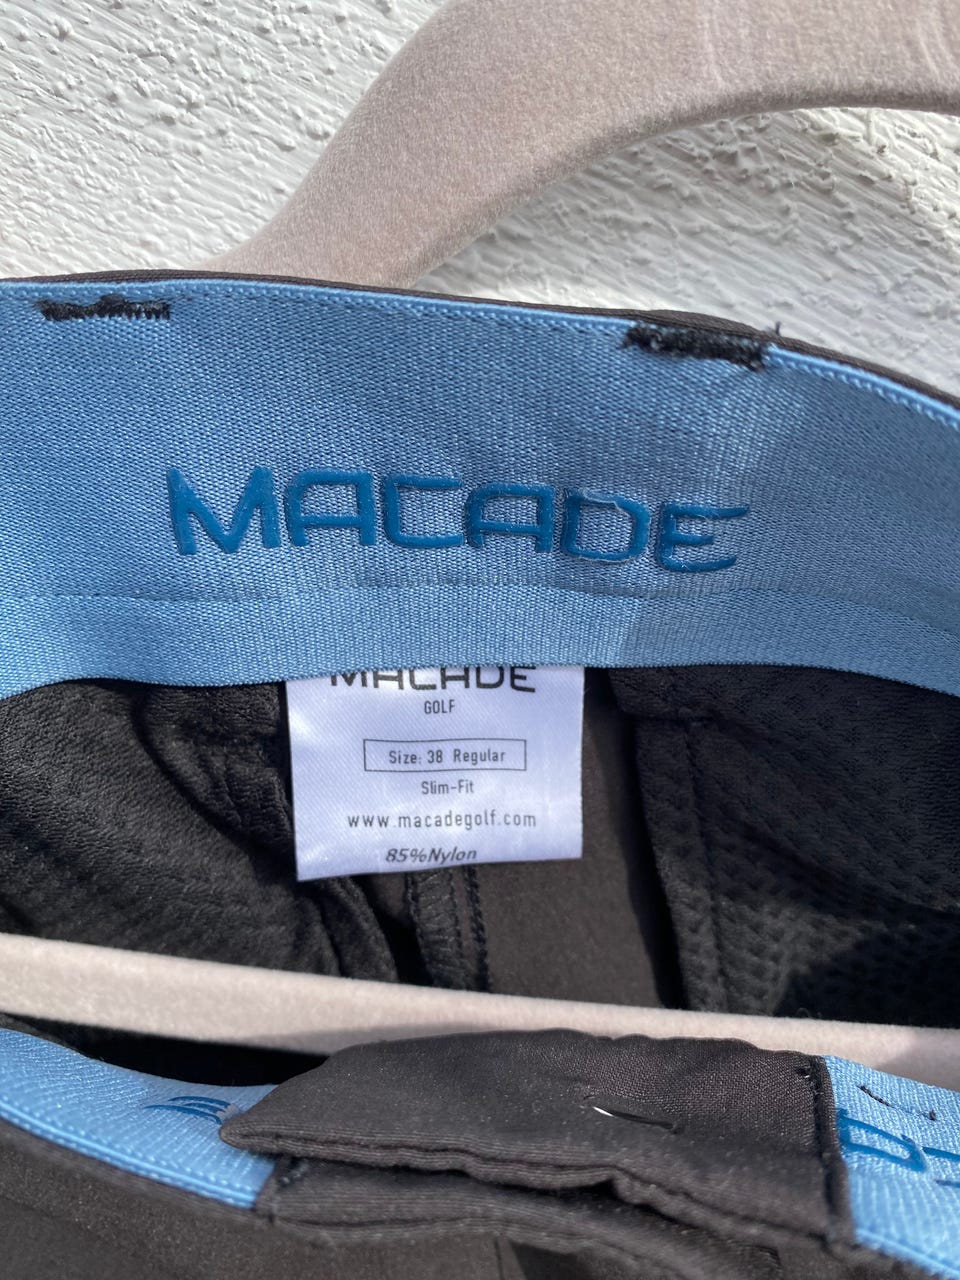 MACADE
MACADE
GOLF
Size: 38 Regular
Slim-Fit
www.macadegolf.com
85%Nylon